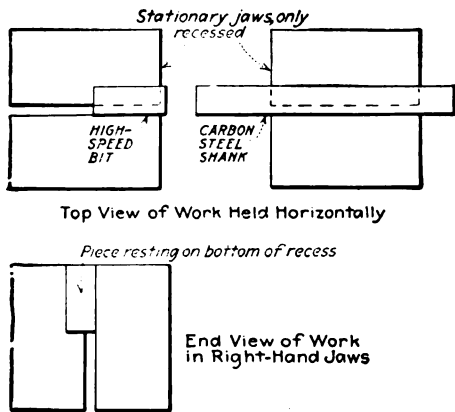 Stationary jaws, only
recessed
HIGH-
SPEED
BIT
CARBON
STEEL
SHANK
Top View of Work Held Horizontally
Piece resting on bottom of recess
End View of Work
in Right-Hand Jaws